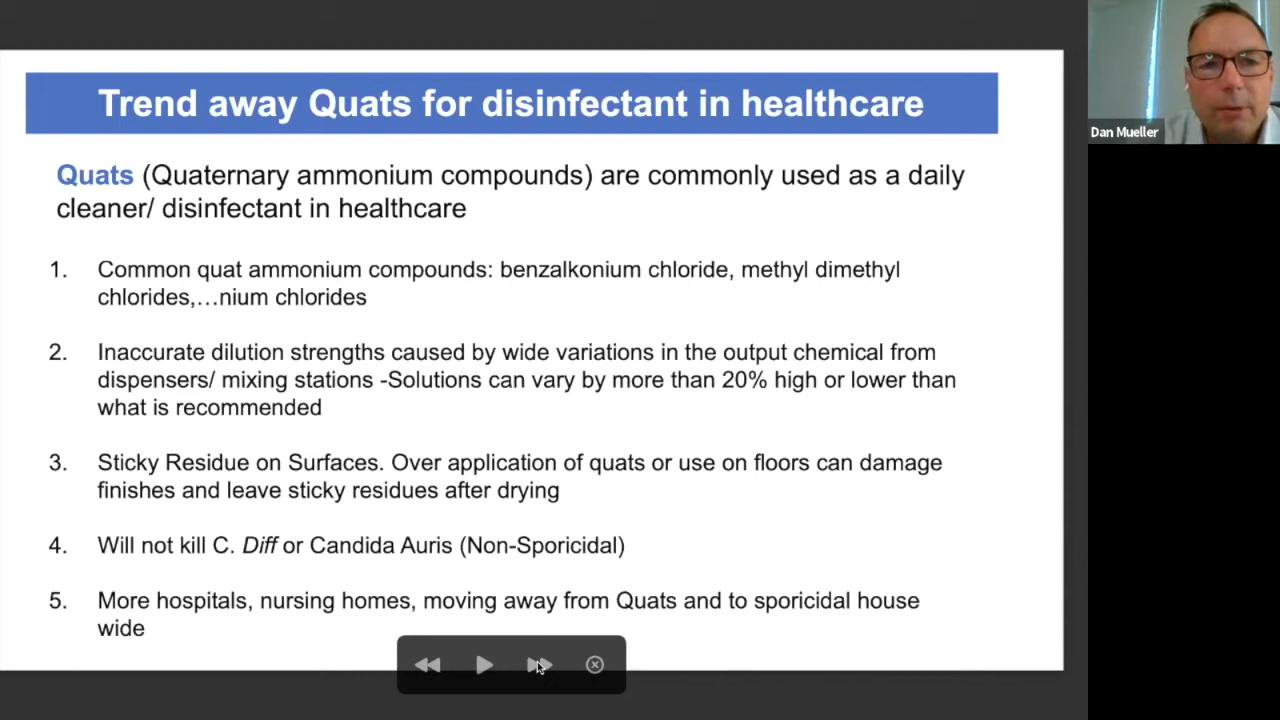 Trend away Quats for disinfectant in healthcare
Quats (Quaternary ammonium compounds) are commonly used as a daily
cleaner/ disinfectant in healthcare
1. Common quat ammonium compounds: benzalkonium chloride, methyl dimethyl
chlorides,…nium chlorides
2. Inaccurate dilution strengths caused by wide variations in the output chemical from
dispensers/ mixing stations -Solutions can vary by more than 20% high or lower than
what is recommended
3. Sticky Residue on Surfaces. Over application of quats or use on floors can damage
finishes and leave sticky residues after drying
4. Will not kill C. Diff or Candida Auris (Non-Sporicidal)
5. More hospitals, nursing homes, moving away from Quats and to sporicidal house
wide
Dan Mueller